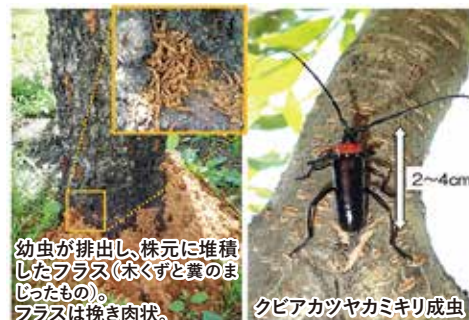 幼虫が排出し、株元に堆積
したフラス(木くずと糞のま
じったもの)。
フラスは挽き肉状。
2〜4cm
クビアカツヤカミキリ成虫